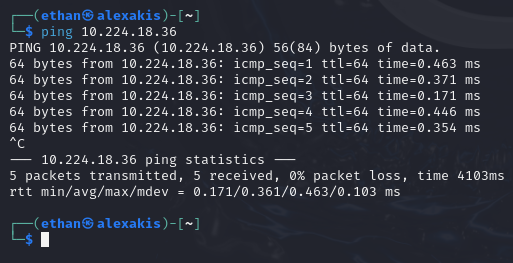 ┌──(ethan㉿alexakis)-[~]
└─$ ping 10.224.18.36
PING 10.224.18.36 (10.224.18.36) 56(84) bytes of data.
64 bytes from 10.224.18.36: icmp_seq=1 ttl=64 time=0.463 ms
64 bytes from 10.224.18.36: icmp_seq=2 ttl=64 time=0.371 ms
64 bytes from 10.224.18.36: icmp_seq=3 ttl=64 time=0.171 ms
64 bytes from 10.224.18.36: icmp_seq=4 ttl=64 time=0.446 ms
64 bytes from 10.224.18.36: icmp_seq=5 ttl=64 time=0.354 ms
^C
--- 10.224.18.36 ping statistics ---
5 packets transmitted, 5 received, 0% packet loss, time 4103ms
rtt min/avg/max/mdev = 0.171/0.361/0.463/0.103 ms
┌──(ethan㉿alexakis)-[~]
└─$